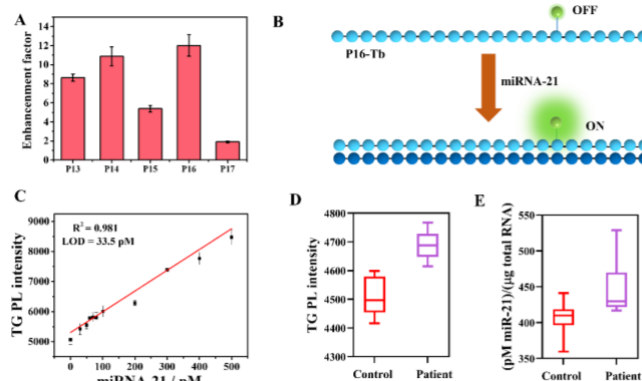 A
Enhancenment factor
14
12
10
8
6
4
2
P13 P14 P15 P16 P17
B
OFF
P16-Tb
miRNA-21
ON
C
R² = 0.981
LOD = 33.5 pM
TG PL intensity
9000
8000
7000
6000
5000
0 100 200 300 400 500
miRNA-21 / pM
D
TG PL intensity
4800
4700
4600
4500
4400
4300
Control Patient
E
(pM miR-21)/(μg total RNA)
550
500
450
400
350
Control Patient